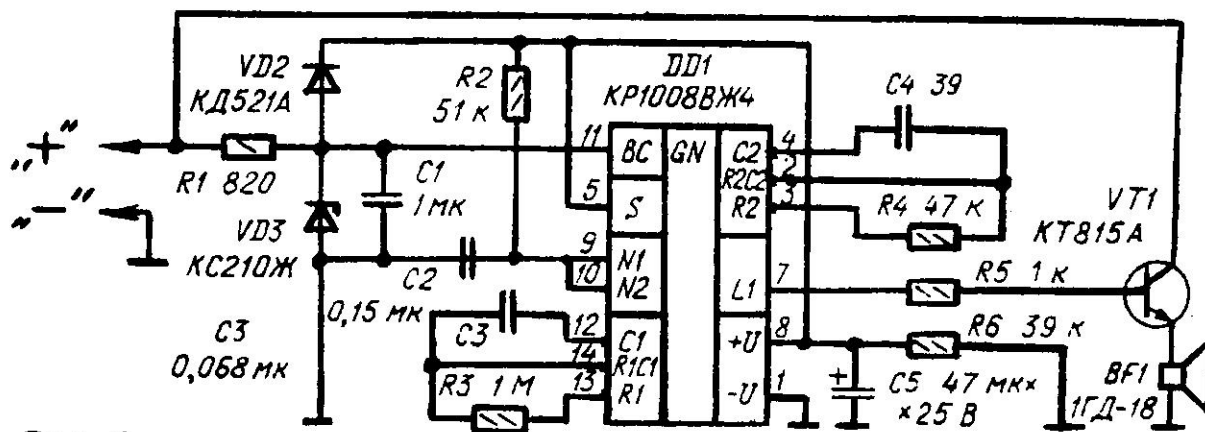 VD2
КД521А
R2
51 к
DD1
КР1008ВЖ4
C4 39
„+”
R1 820
11
BC
GN
C2
4
R2C2
2
R2
3
C1
1 мк
5
S
R4 47 к
VT1
КТ815А
„−”
VD3
КС210Ж
9
N1
10
N2
L1
7
R5 1 к
C2
0,15 мк
C3
0,068 мк
C3
12
C1
14
R1C1
13
R1
R3 1 М
+U
8
-U
1
R6 39 к
+
C5 47 мк×
×25 В
BF1
1ГД-18